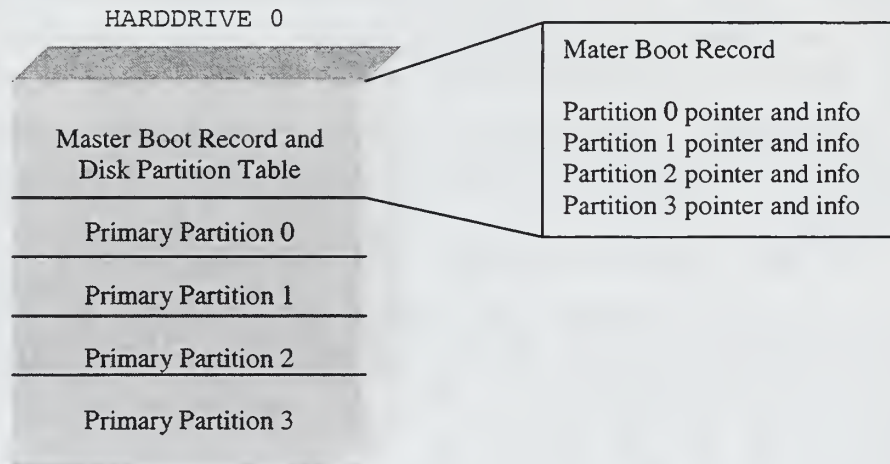 HARDDRIVE 0
Master Boot Record and
Disk Partition Table
Primary Partition 0
Primary Partition 1
Primary Partition 2
Primary Partition 3
Mater Boot Record
Partition 0 pointer and info
Partition 1 pointer and info
Partition 2 pointer and info
Partition 3 pointer and info